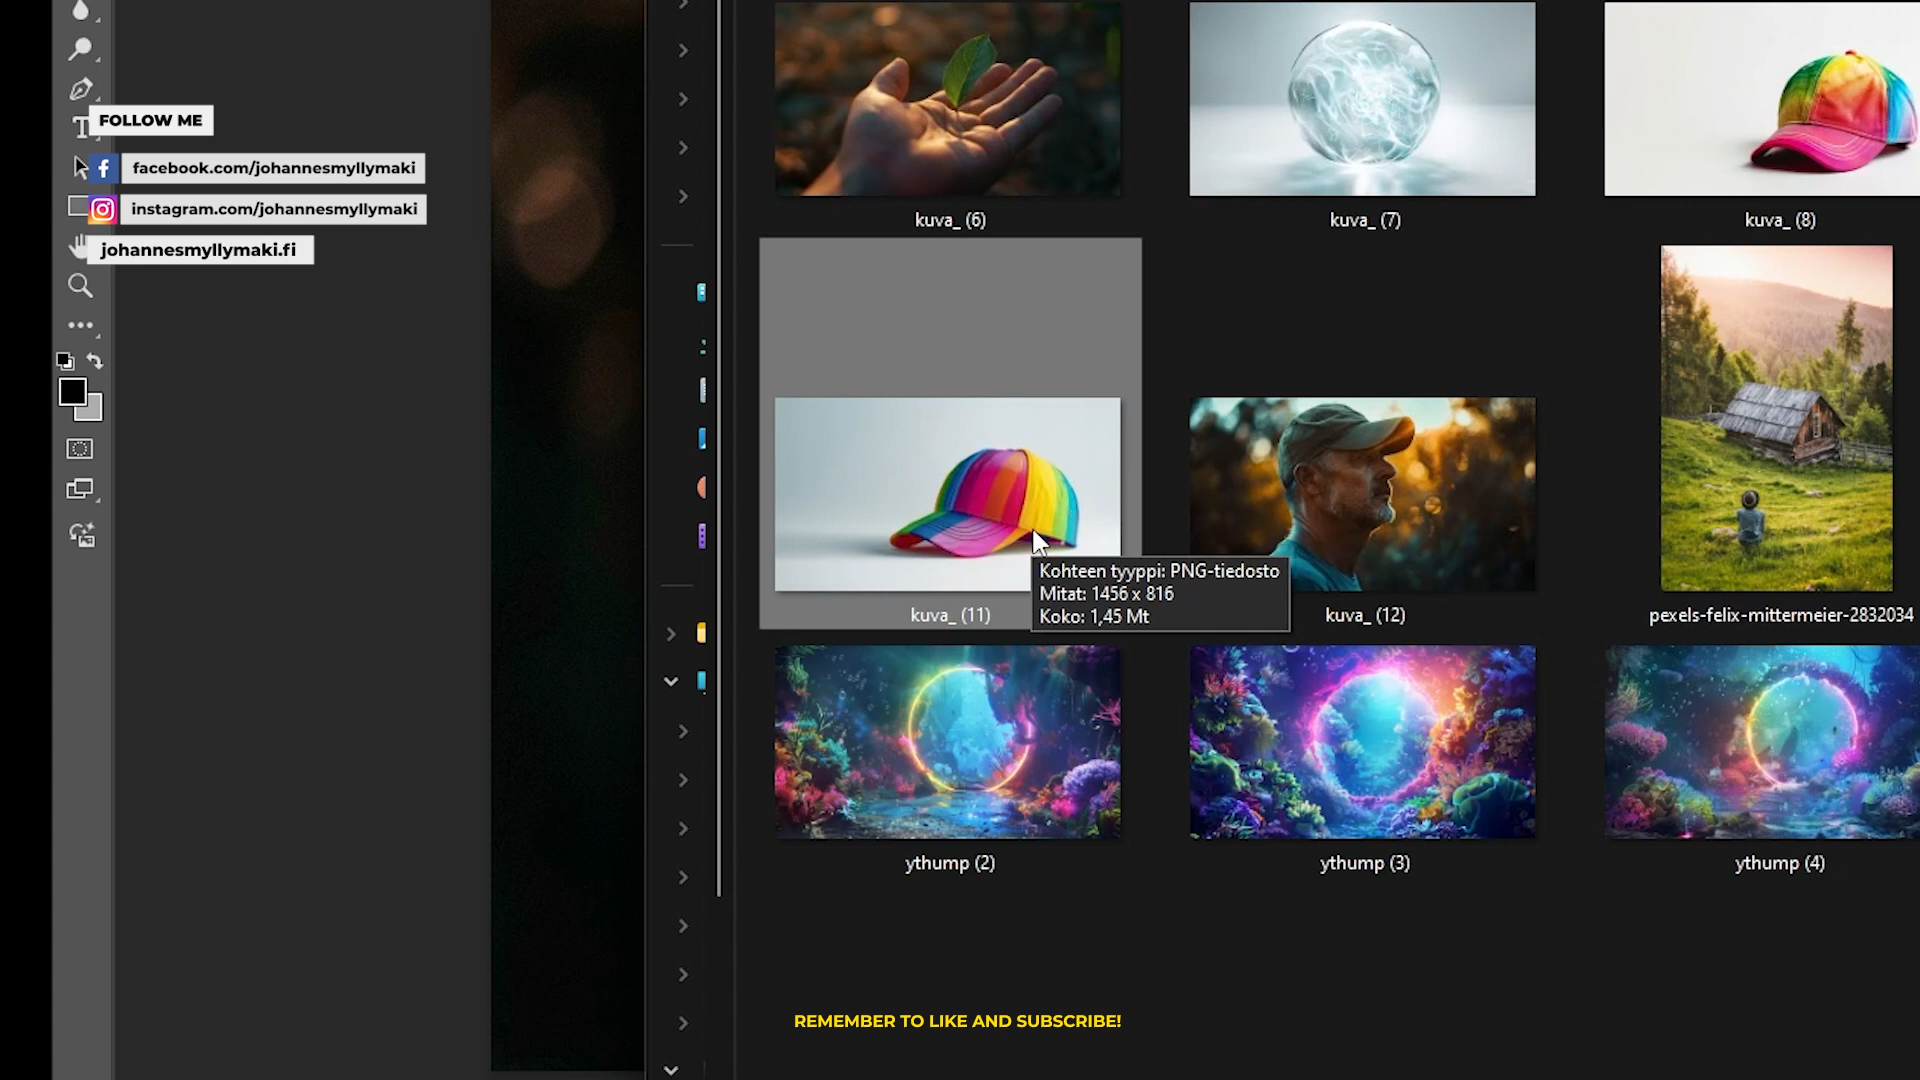 FOLLOW ME
facebook.com/johannesmyllymaki
instagram.com/johannesmyllymaki
johannesmyllymaki.fi
kuva_ (6)
kuva_ (7)
kuva_ (8)
kuva_ (11)
Kohteen tyyppi: PNG-tiedosto
Mitat: 1456 x 816
Koko: 1,45 Mt
kuva_ (12)
pexels-felix-mittermeier-2832034
ythump (2)
ythump (3)
ythump (4)
REMEMBER TO LIKE AND SUBSCRIBE!